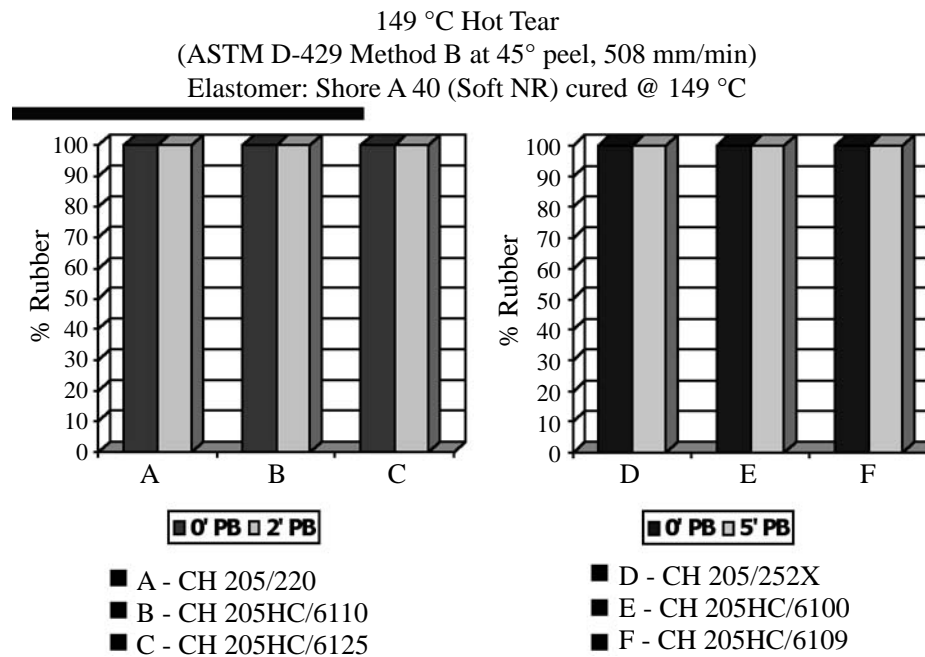 149 °C Hot Tear
(ASTM D-429 Method B at 45° peel, 508 mm/min)
Elastomer: Shore A 40 (Soft NR) cured @ 149 °C
% Rubber
100
90
80
70
60
50
40
30
20
10
0
A B C
0' PB 2' PB
A - CH 205/220
B - CH 205HC/6110
C - CH 205HC/6125
% Rubber
100
90
80
70
60
50
40
30
20
10
0
D E F
0' PB 5' PB
D - CH 205/252X
E - CH 205HC/6100
F - CH 205HC/6109